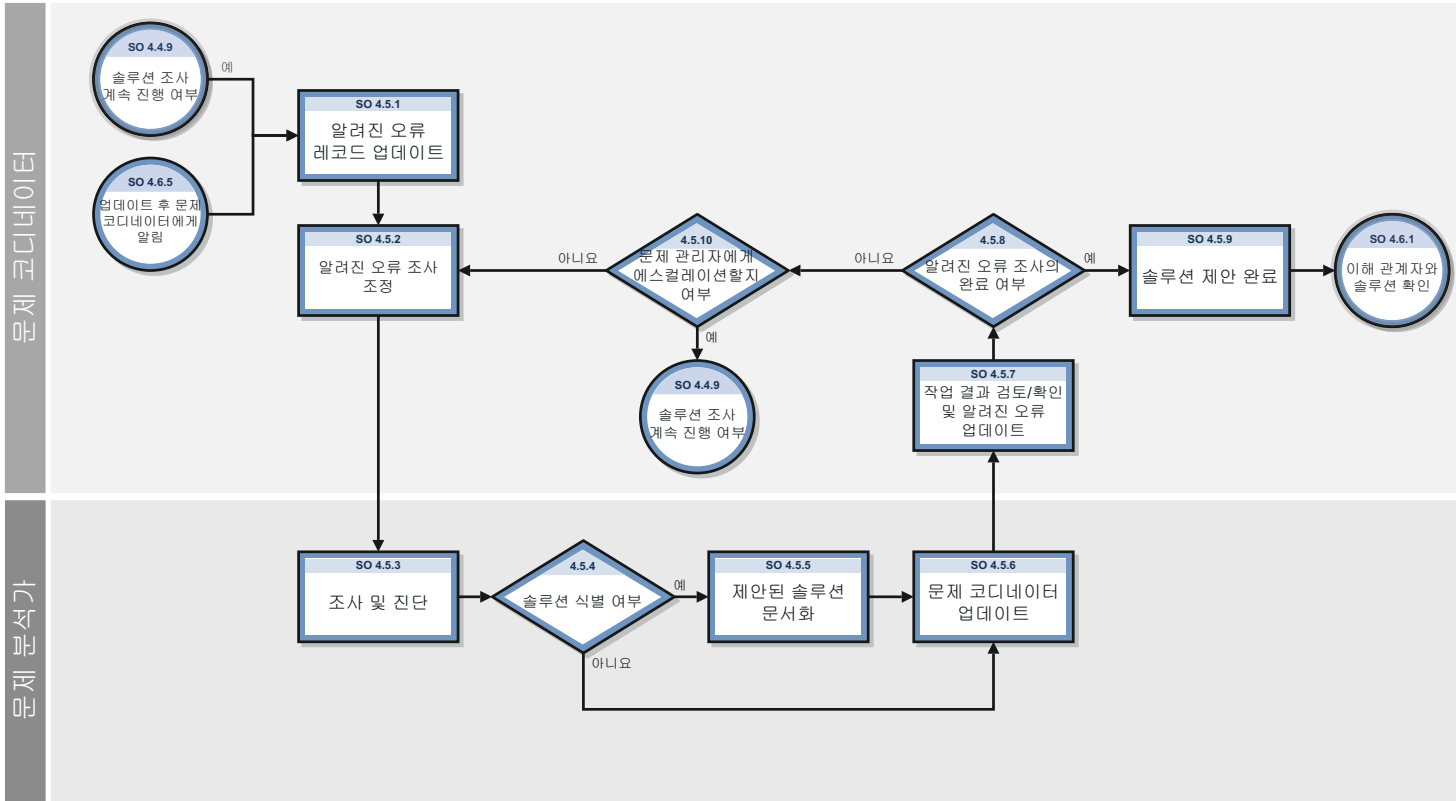 문제 코디네이터
SO 4.4.9
솔루션 조사
계속 진행 여부
예
SO 4.6.5
업데이트 후 문제
코디네이터에게
알림
SO 4.5.1
알려진 오류
레코드 업데이트
SO 4.5.2
알려진 오류 조사
조정
아니요
4.5.10
문제 관리자에게
에스컬레이션할지
여부
예
SO 4.4.9
솔루션 조사
계속 진행 여부
아니요
4.5.8
알려진 오류 조사의
완료 여부
예
SO 4.5.9
솔루션 제안 완료
SO 4.6.1
이해 관계자와
솔루션 확인
SO 4.5.7
작업 결과 검토/확인
및 알려진 오류
업데이트
문제 분석가
SO 4.5.3
조사 및 진단
4.5.4
솔루션 식별 여부
예
아니요
SO 4.5.5
제안된 솔루션
문서화
SO 4.5.6
문제 코디네이터
업데이트